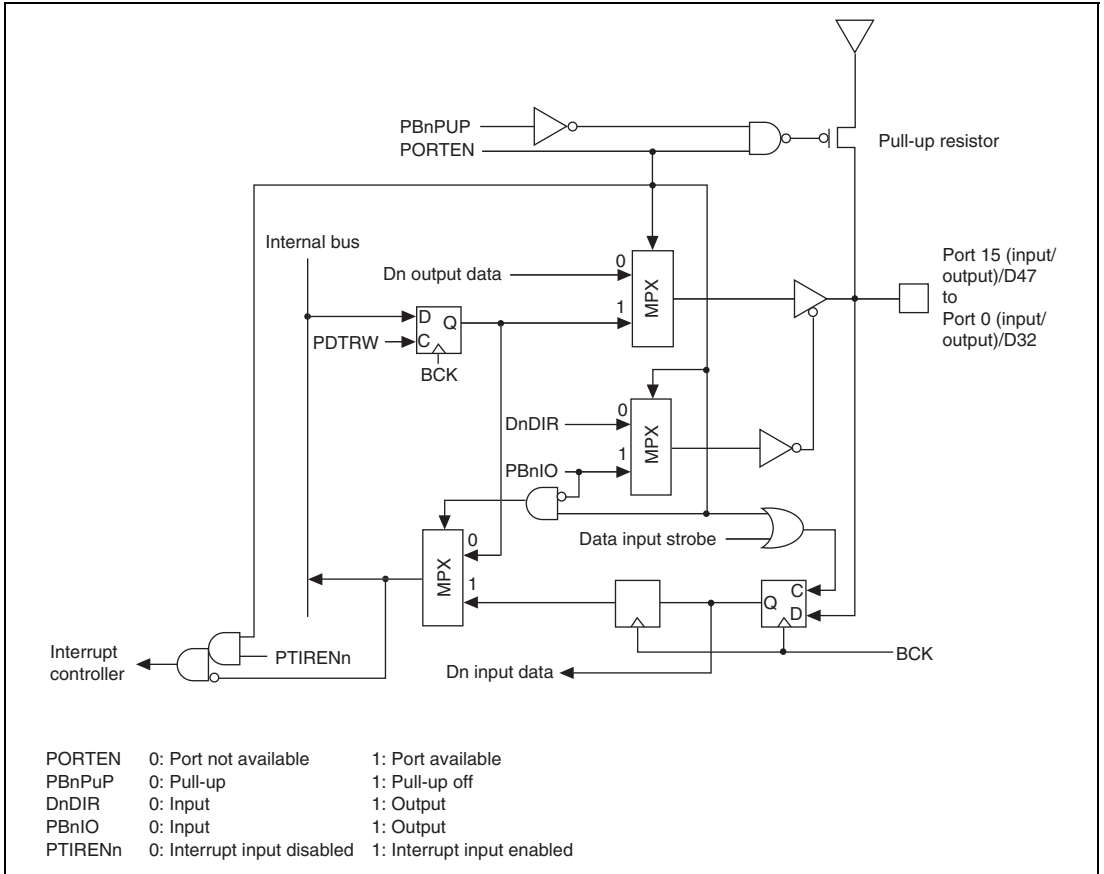 PBnPUP
PORTEN
Pull-up resistor
Internal bus
Dn output data
0
1
MPX
Port 15 (input/
output)/D47
to
Port 0 (input/
output)/D32
D
Q
PDTRW
C
BCK
DnDIR
0
1
MPX
PBnIO
Data input strobe
MPX
0
1
Q
C
D
Interrupt
controller
PTIRENn
Dn input data
BCK
PORTEN 0: Port not available 1: Port available
PBnPuP 0: Pull-up 1: Pull-up off
DnDIR 0: Input 1: Output
PBnIO 0: Input 1: Output
PTIRENn 0: Interrupt input disabled 1: Interrupt input enabled